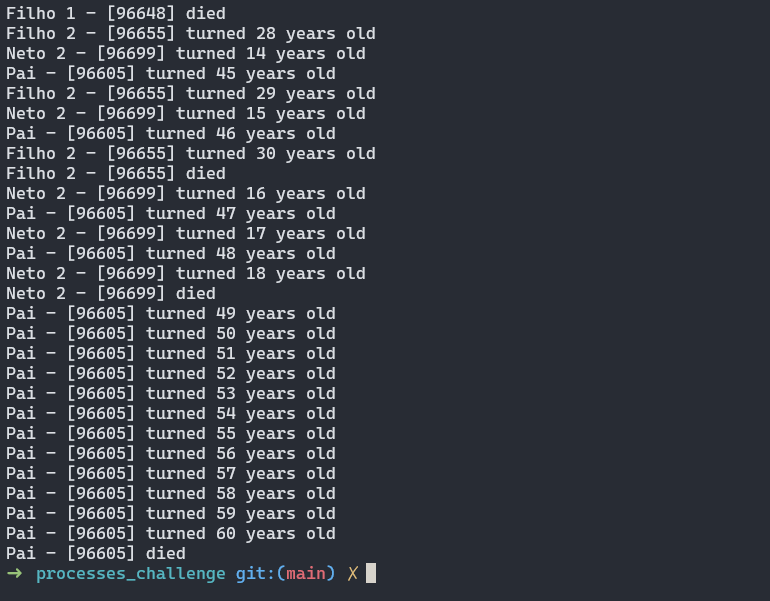 Filho 1 - [96648] died
Filho 2 - [96655] turned 28 years old
Neto 2 - [96699] turned 14 years old
Pai - [96605] turned 45 years old
Filho 2 - [96655] turned 29 years old
Neto 2 - [96699] turned 15 years old
Pai - [96605] turned 46 years old
Filho 2 - [96655] turned 30 years old
Filho 2 - [96655] died
Neto 2 - [96699] turned 16 years old
Pai - [96605] turned 47 years old
Neto 2 - [96699] turned 17 years old
Pai - [96605] turned 48 years old
Neto 2 - [96699] turned 18 years old
Neto 2 - [96699] died
Pai - [96605] turned 49 years old
Pai - [96605] turned 50 years old
Pai - [96605] turned 51 years old
Pai - [96605] turned 52 years old
Pai - [96605] turned 53 years old
Pai - [96605] turned 54 years old
Pai - [96605] turned 55 years old
Pai - [96605] turned 56 years old
Pai - [96605] turned 57 years old
Pai - [96605] turned 58 years old
Pai - [96605] turned 59 years old
Pai - [96605] turned 60 years old
Pai - [96605] died
➜ processes_challenge git:(main) ✗